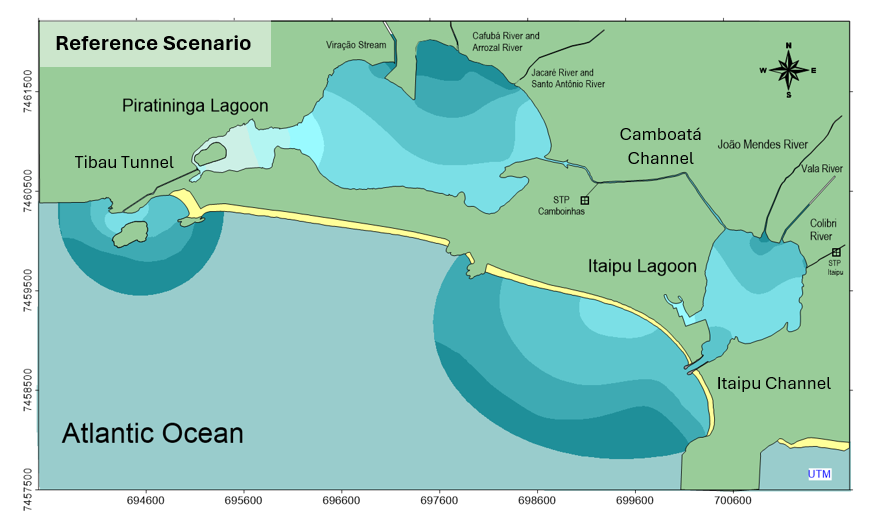 Reference Scenario
Viração Stream
Cafubá River and
Arrozal River
Jacaré River and
Santo Antônio River
N
W
E
S
Piratininga Lagoon
Tibau Tunnel
Camboatá
Channel
João Mendes River
Vala River
STP
Camboinhas
Colibri
River
STP
Itaipu
Itaipu Lagoon
Itaipu Channel
Atlantic Ocean
UTM
7461500
7460500
7459500
7458500
7457500
694600
695600
696600
697600
698600
699600
700600